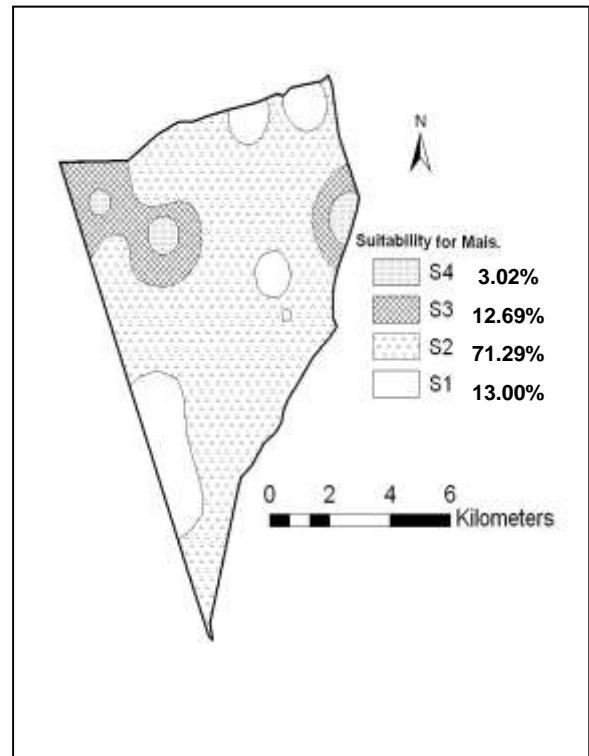 N
Suitability for Mais.
S4 3.02%
S3 12.69%
S2 71.29%
S1 13.00%
0 2 4 6
Kilometers